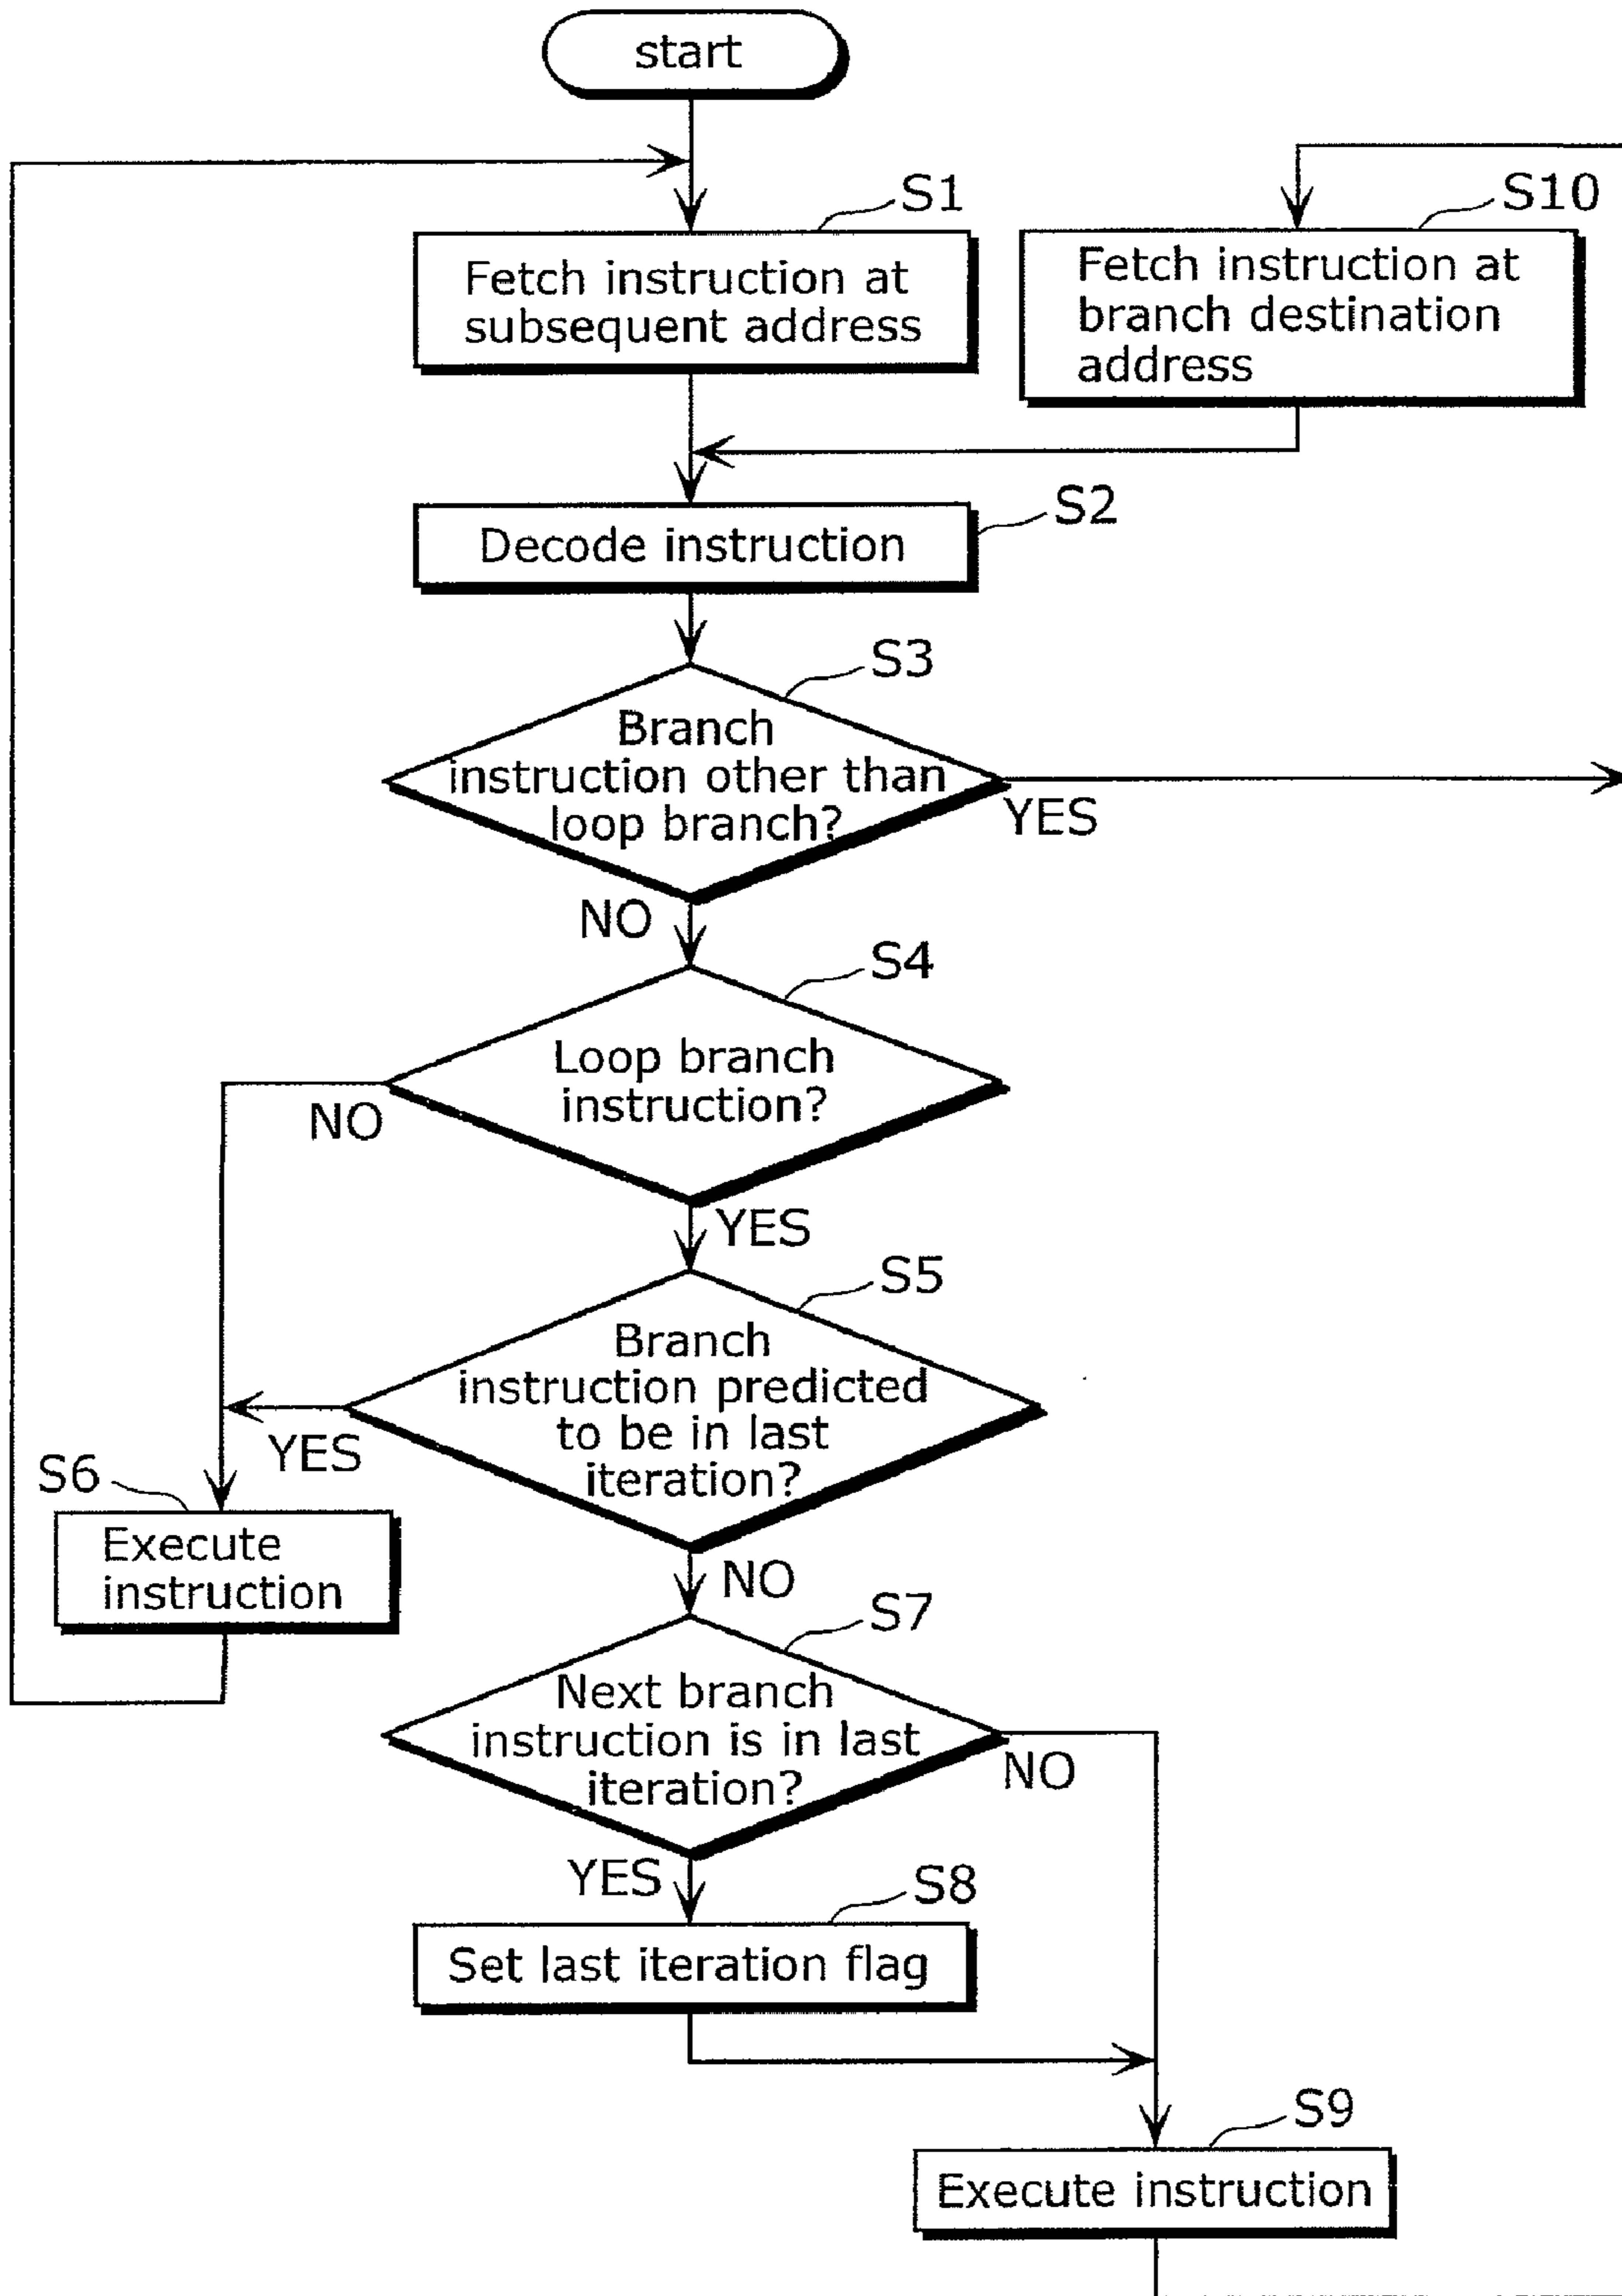 start
S1
S10
Fetch instruction at
subsequent address
Fetch instruction at
branch destination
address
S2
Decode instruction
S3
Branch
instruction other than
loop branch?
YES
NO
S4
Loop branch
instruction?
NO
YES
S5
Branch
instruction predicted
to be in last
iteration?
YES
S6
Execute
instruction
NO
S7
Next branch
instruction is in last
iteration?
NO
YES
S8
Set last iteration flag
S9
Execute instruction